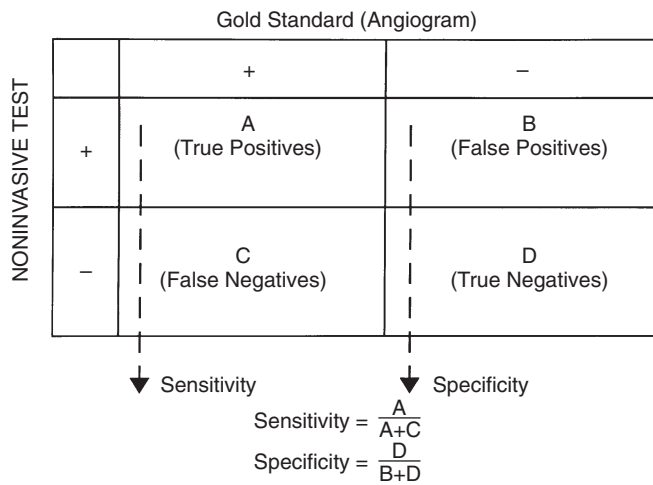 Gold Standard (Angiogram)
+ −
NONINVASIVE TEST
+
A
(True Positives)
B
(False Positives)
−
C
(False Negatives)
D
(True Negatives)
Sensitivity
Specificity
Sensitivity = A/A+C
Specificity = D/B+D